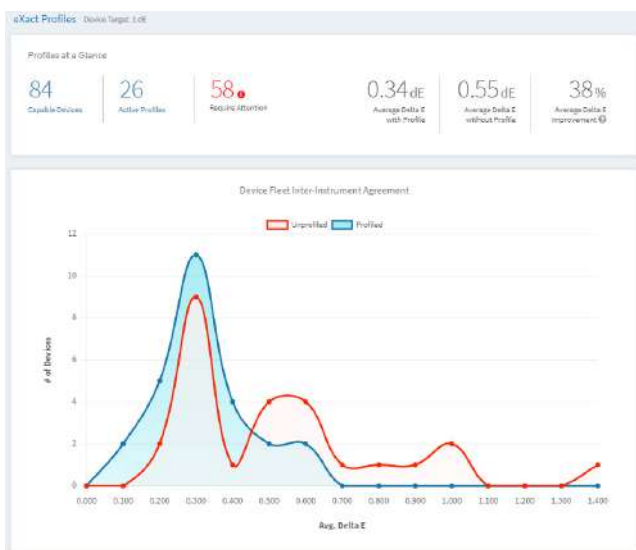 eXact Profiles Device Target: 1 dE
Profiles at a Glance
84
Capable Devices
26
Active Profiles
58
Require Attention
0.34 dE
Average Delta E
with Profile
0.55 dE
Average Delta E
without Profile
38 %
Average Delta E
Improvement
Device Fleet Inter-Instrument Agreement
Unprofiled Profiled
# of Devices
12
10
8
6
4
2
0
0.000 0.100 0.200 0.300 0.400 0.500 0.600 0.700 0.800 0.900 1.000 1.100 1.200 1.300 1.400
Avg. Delta E